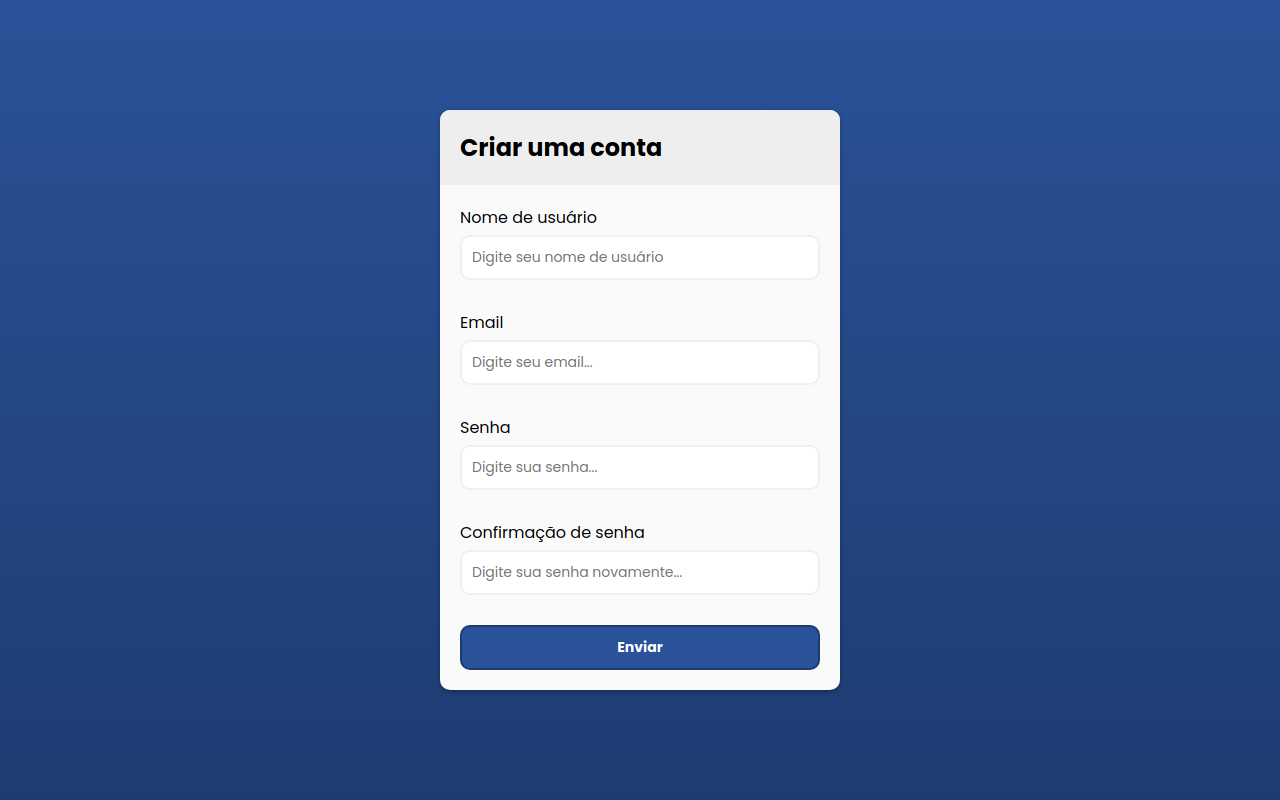 Criar uma conta
Nome de usuário
Digite seu nome de usuário
Email
Digite seu email...
Senha
Digite sua senha...
Confirmação de senha
Digite sua senha novamente...
Enviar